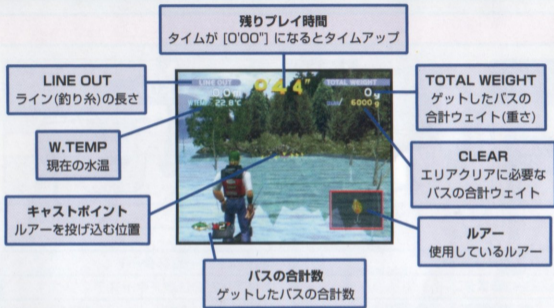 残りプレイ時間
タイムが [0'00"] になるとタイムアップ
LINE OUT
ライン(釣り糸)の長さ
W.TEMP
現在の水温
キャストポイント
ルアーを投げ込む位置
LINE OUT
0'44"
TOTAL WEIGHT
0g
22.8℃
6000 g
TOTAL WEIGHT
ゲットしたバスの
合計ウェイト(重さ)
CLEAR
エリアクリアに必要な
バスの合計ウェイト
ルアー
使用しているルアー
バスの合計数
ゲットしたバスの合計数